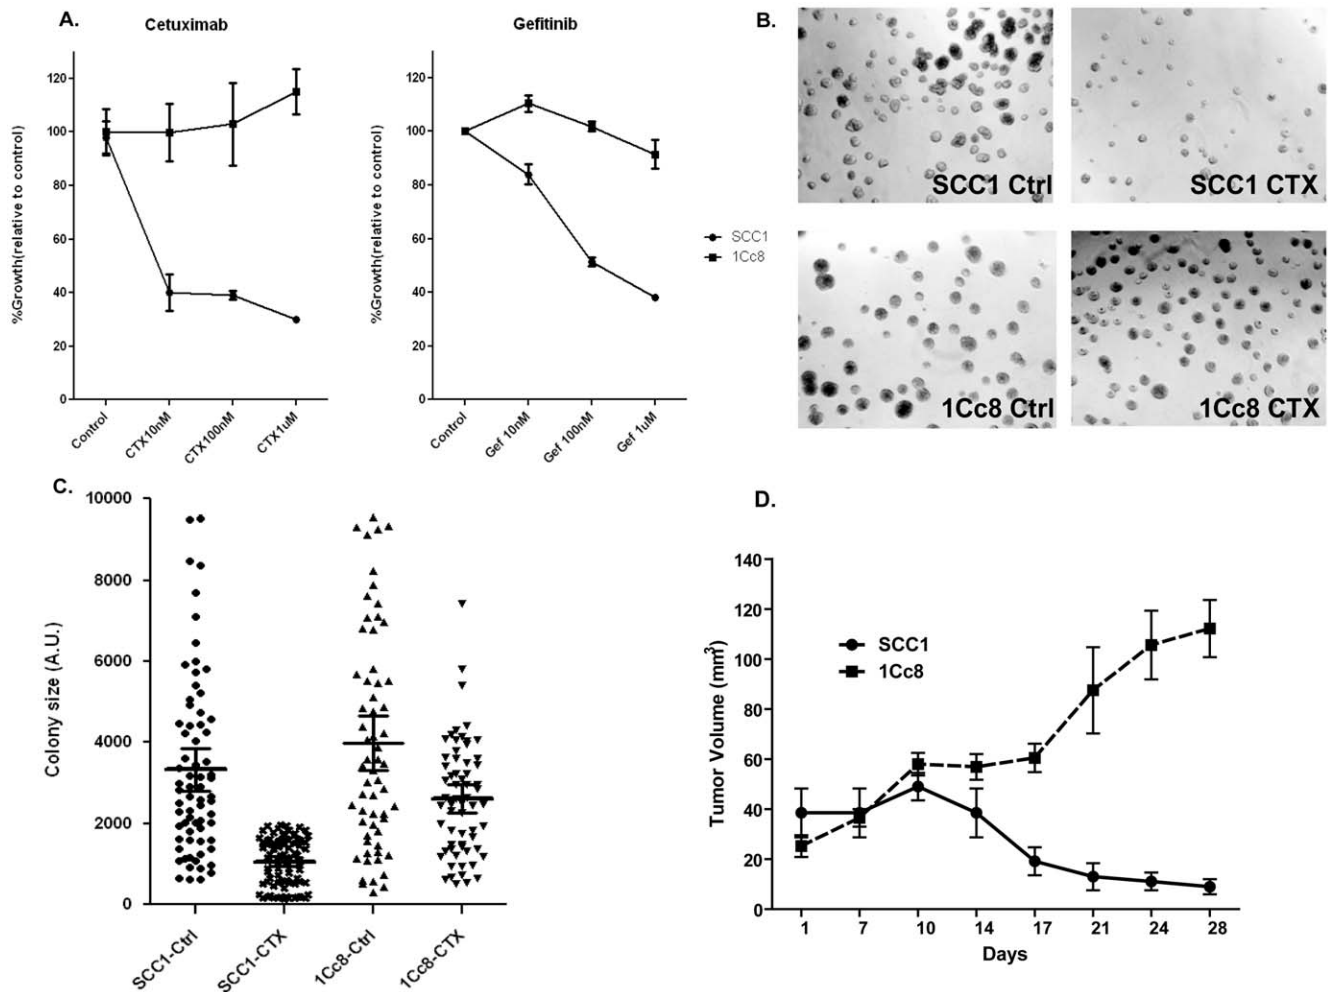 A.
Cetuximab
%Growth(relative to control)
120
100
80
60
40
20
0
Control
CTX10nM
CTX100nM
CTX1uM
Gefitinib
%Growth(relative to control)
120
100
80
60
40
20
0
Control
Gef 10nM
Gef 100nM
Gef 1uM
SCC1
1Cc8
B.
SCC1 Ctrl
SCC1 CTX
1Cc8 Ctrl
1Cc8 CTX
C.
Colony size (A.U.)
10000
8000
6000
4000
2000
0
SCC1-Ctrl
SCC1-CTX
1Cc8-Ctrl
1Cc8-CTX
D.
Tumor Volume (mm³)
140
120
100
80
60
40
20
0
SCC1
1Cc8
1
7
10
14
17
21
24
28
Days